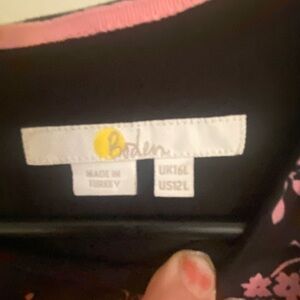 Boden
MADE IN
TURKEY
UK16L
US12L